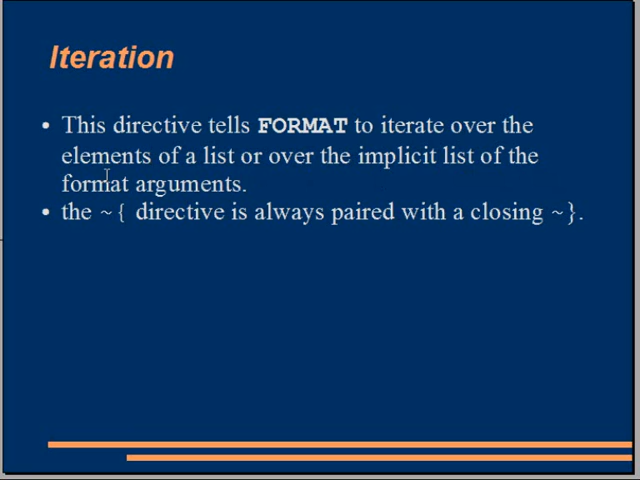 Iteration
• This directive tells FORMAT to iterate over the
elements of a list or over the implicit list of the
format arguments.
• the ~{ directive is always paired with a closing ~}.